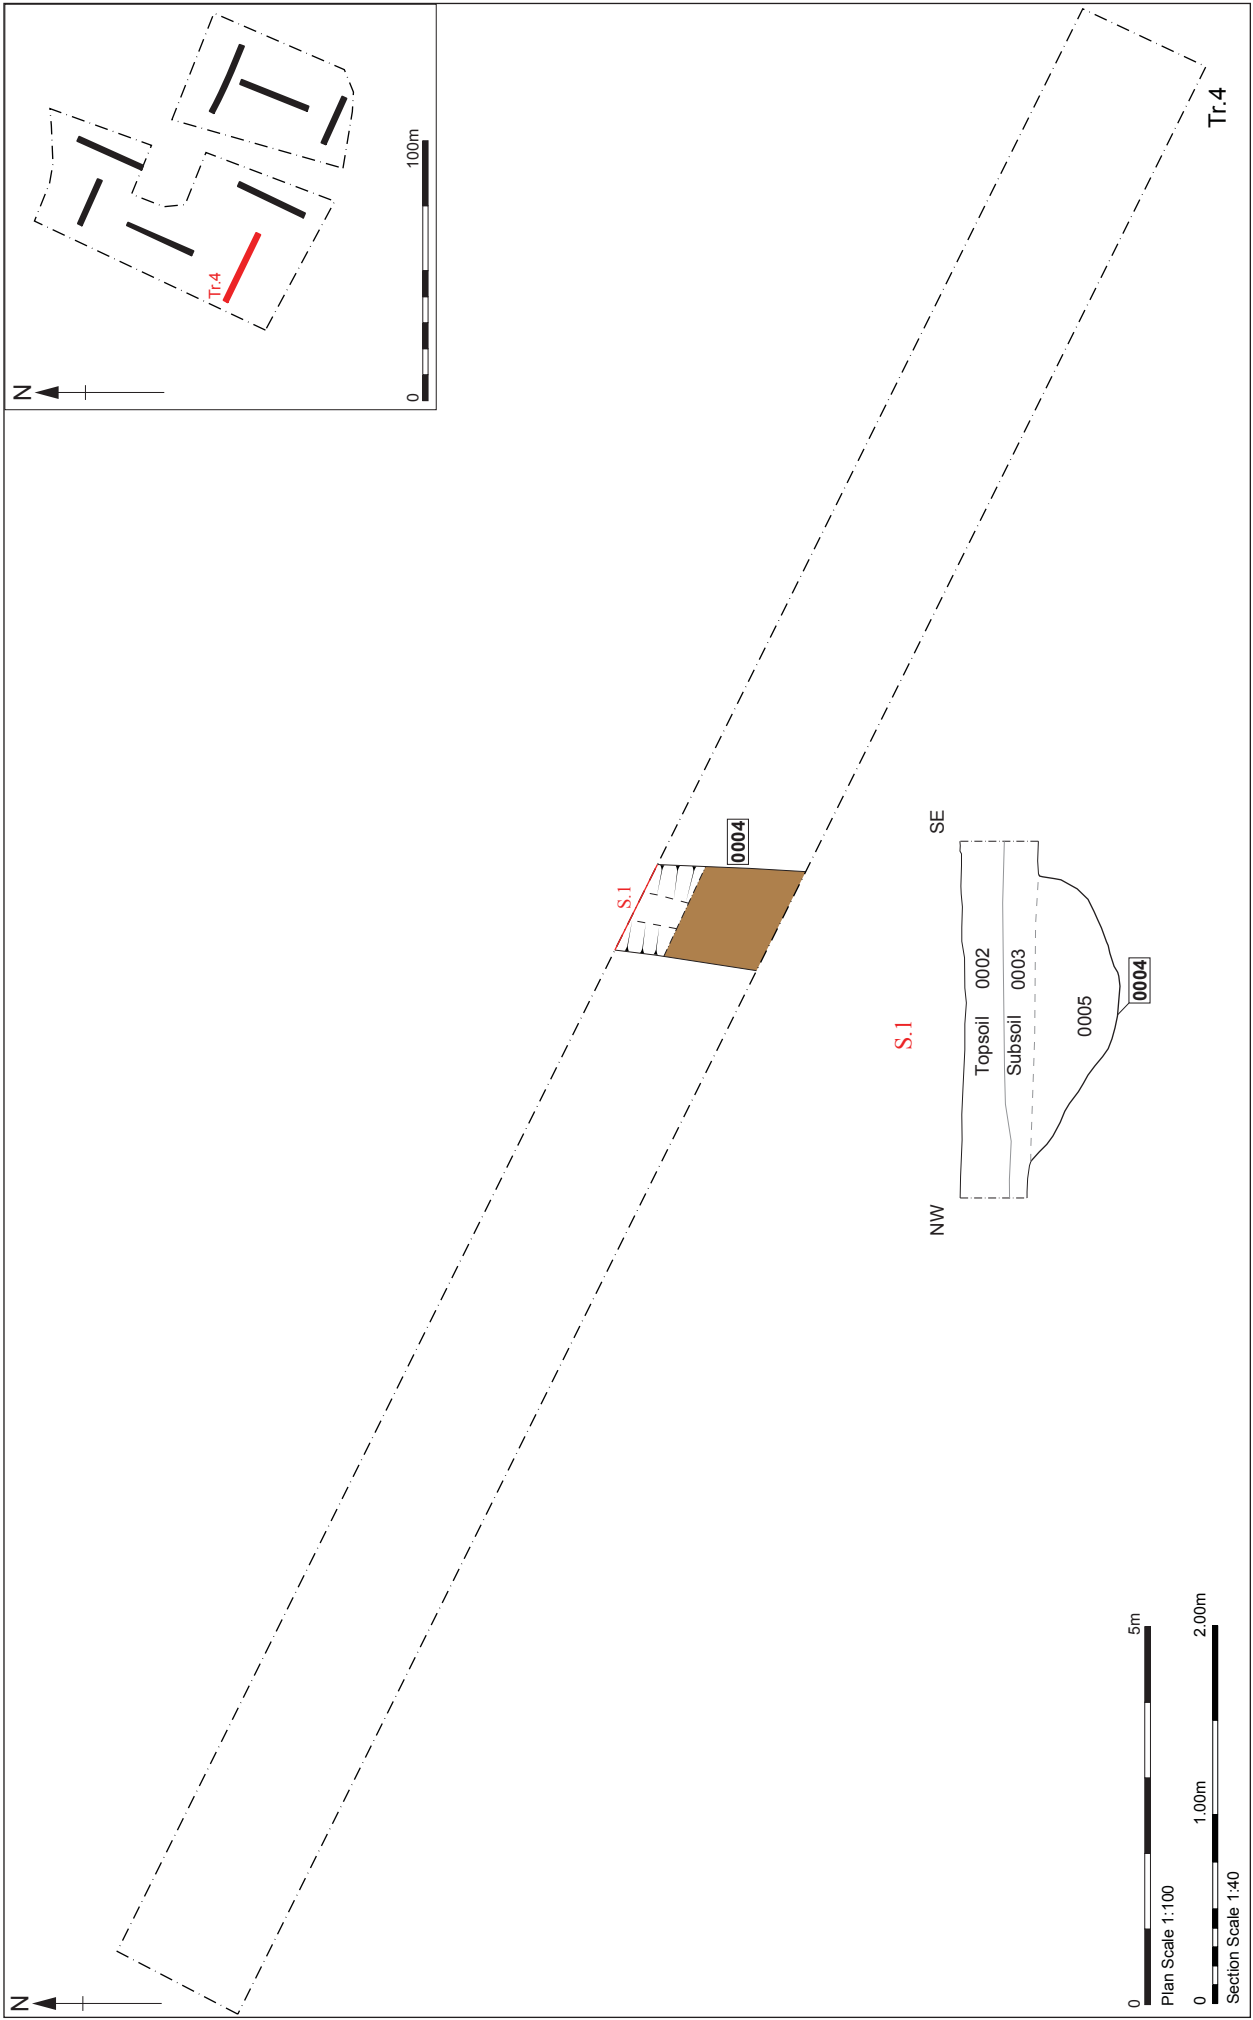 N
Tr.4
0
100m
N
S.1
0004
Tr.4
S.1
NW
SE
Topsoil 0002
Subsoil 0003
0005
0004
0
5m
Plan Scale 1:100
0
1.00m
2.00m
Section Scale 1:40